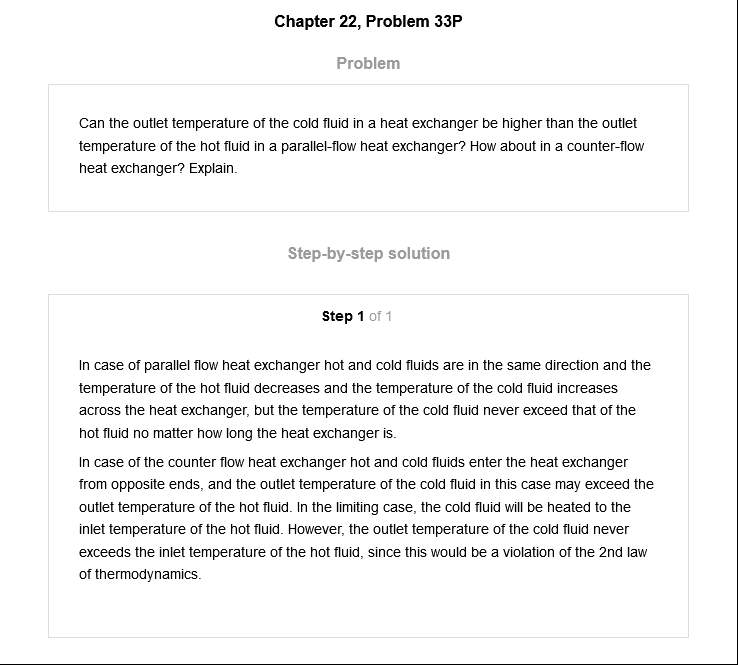 Chapter 22, Problem 33P
Problem
Can the outlet temperature of the cold fluid in a heat exchanger be higher than the outlet
temperature of the hot fluid in a parallel-flow heat exchanger? How about in a counter-flow
heat exchanger? Explain.
Step-by-step solution
Step 1 of 1
In case of parallel flow heat exchanger hot and cold fluids are in the same direction and the
temperature of the hot fluid decreases and the temperature of the cold fluid increases
across the heat exchanger, but the temperature of the cold fluid never exceed that of the
hot fluid no matter how long the heat exchanger is.
In case of the counter flow heat exchanger hot and cold fluids enter the heat exchanger
from opposite ends, and the outlet temperature of the cold fluid in this case may exceed the
outlet temperature of the hot fluid. In the limiting case, the cold fluid will be heated to the
inlet temperature of the hot fluid. However, the outlet temperature of the cold fluid never
exceeds the inlet temperature of the hot fluid, since this would be a violation of the 2nd law
of thermodynamics.